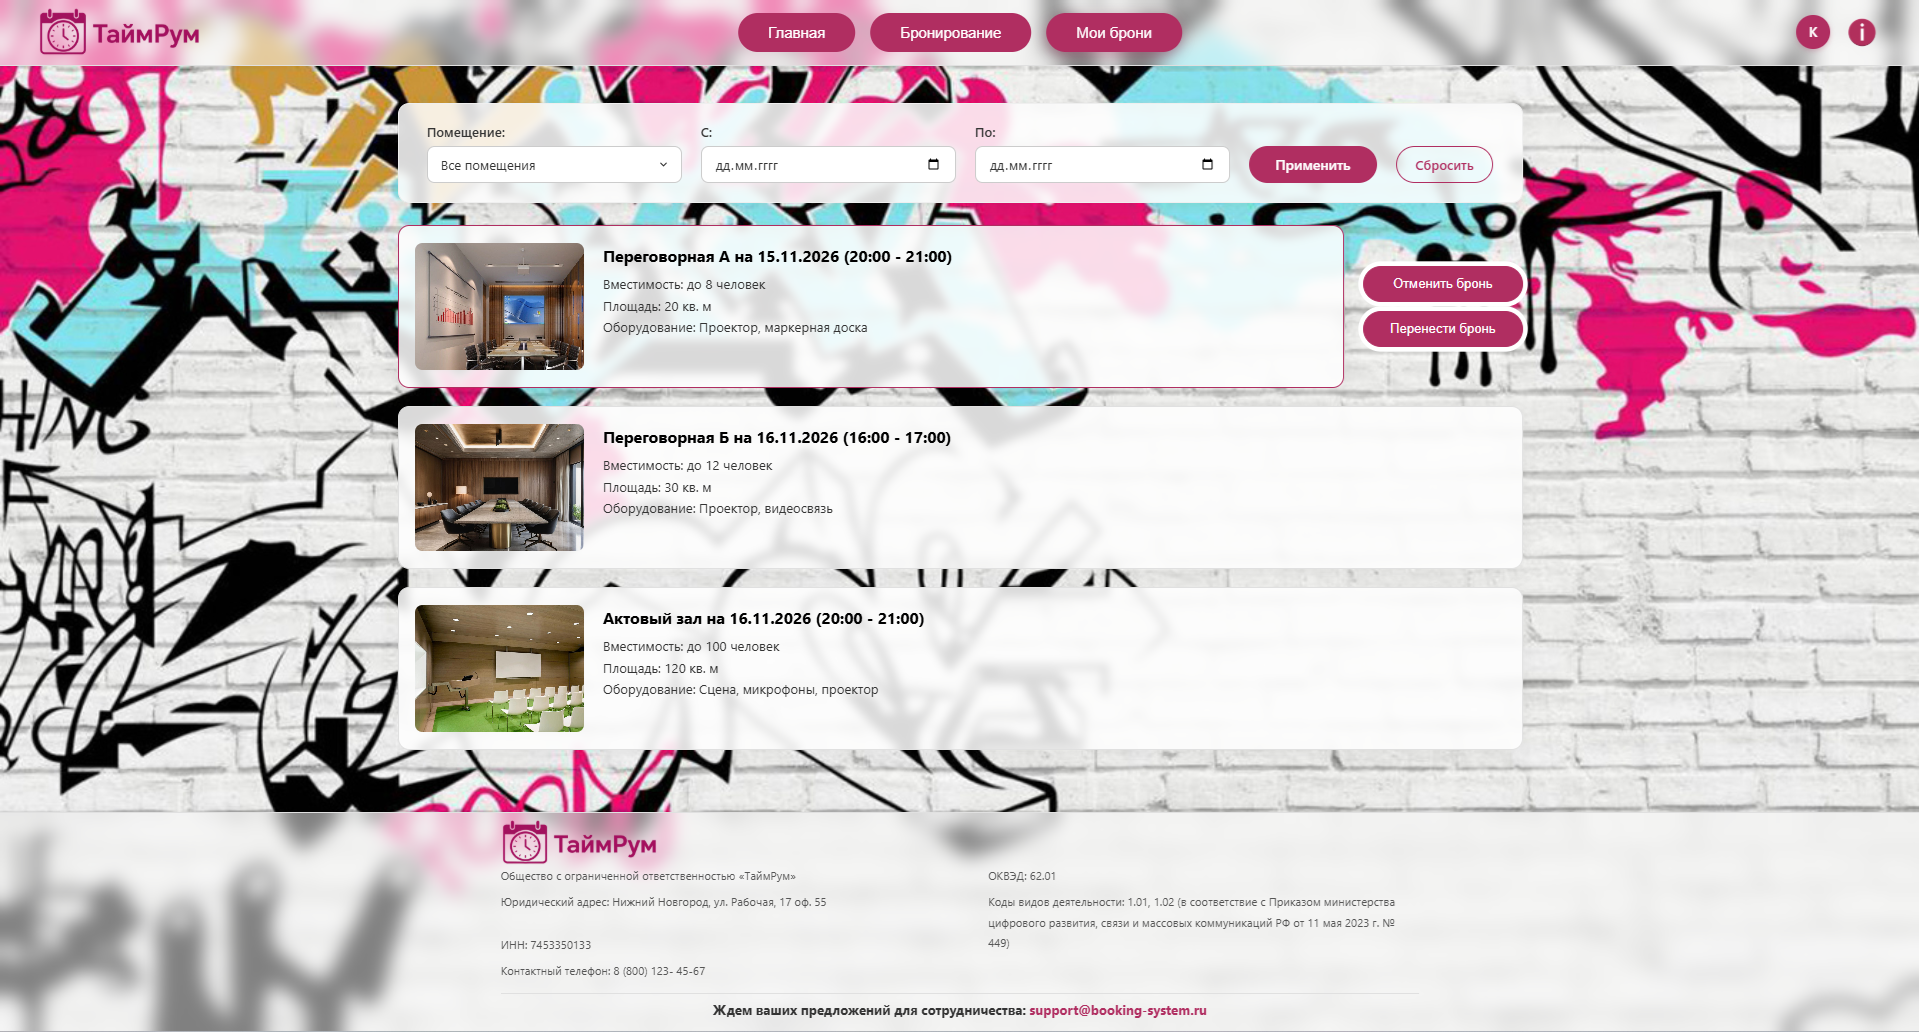 ТаймРум
Главная
Бронирование
Мои брони
К
i
Помещение:
С:
По:
Все помещения
дд.мм.гггг
дд.мм.гггг
Применить
Сбросить
Переговорная А на 15.11.2026 (20:00 - 21:00)
Вместимость: до 8 человек
Площадь: 20 кв. м
Оборудование: Проектор, маркерная доска
Отменить бронь
Перенести бронь
Переговорная Б на 16.11.2026 (16:00 - 17:00)
Вместимость: до 12 человек
Площадь: 30 кв. м
Оборудование: Проектор, видеосвязь
Актовый зал на 16.11.2026 (20:00 - 21:00)
Вместимость: до 100 человек
Площадь: 120 кв. м
Оборудование: Сцена, микрофоны, проектор
ТаймРум
Общество с ограниченной ответственностью «ТаймРум»
Юридический адрес: Нижний Новгород, ул. Рабочая, 17 оф. 55
ИНН: 7453350133
Контактный телефон: 8 (800) 123- 45-67
ОКВЭД: 62.01
Коды видов деятельности: 1.01, 1.02 (в соответствие с Приказом министерства
цифрового развития, связи и массовых коммуникаций РФ от 11 мая 2023 г. №
449)
Ждем ваших предложений для сотрудничества: support@booking-system.ru